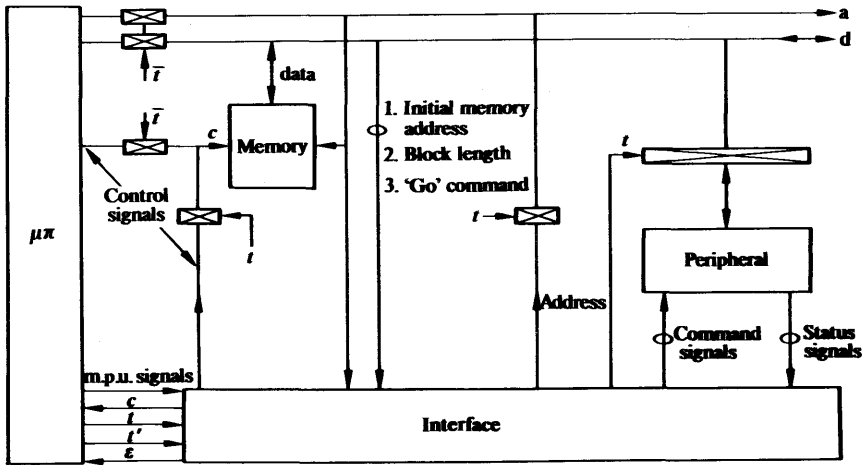 a
d
t̄
data
t̄
c
Memory
1. Initial memory
address
2. Block length
3. 'Go' command
t
Control
signals
μπ
t
t
Peripheral
Address
Command
signals
Status
signals
m.p.u. signals
c
t
t′
ε
Interface